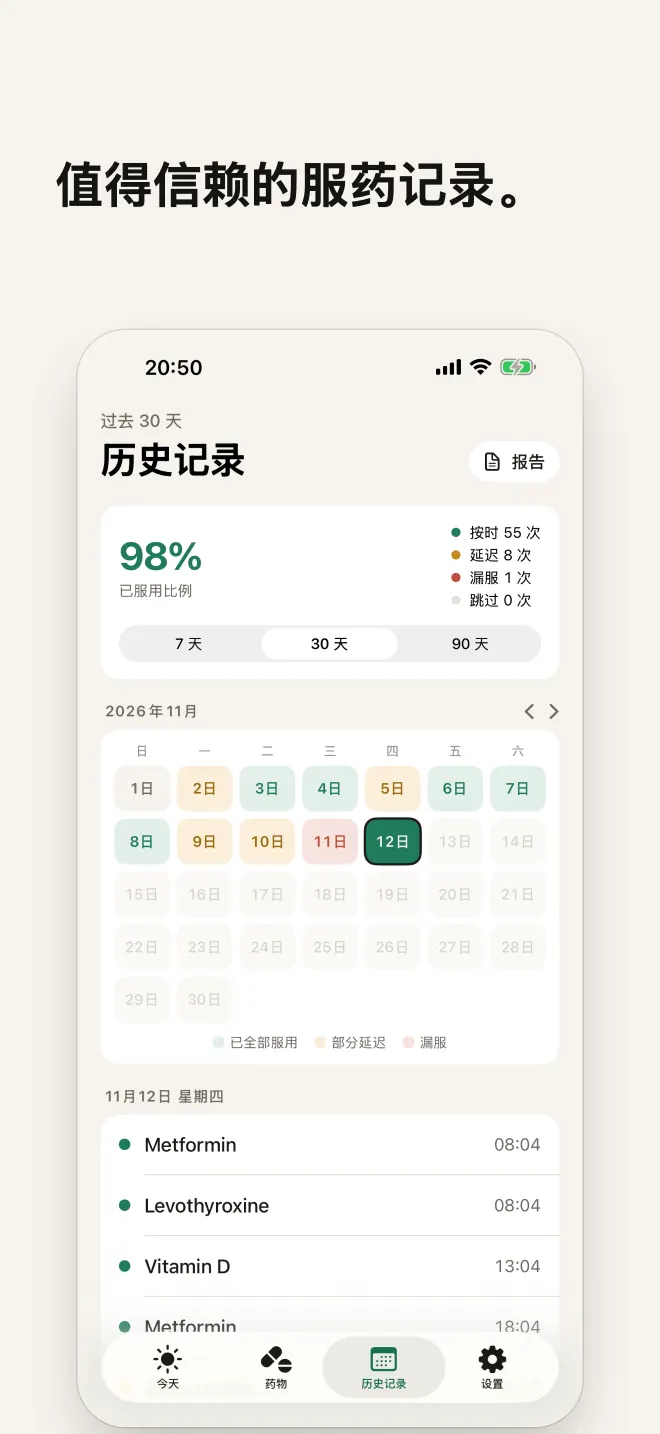 值得信赖的服药记录。
20:50
过去 30 天
历史记录
报告
98%
已服用比例
按时 55 次
延迟 8 次
漏服 1 次
跳过 0 次
7 天 30 天 90 天
2026年11月
日 一 二 三 四 五 六
1日 2日 3日 4日 5日 6日 7日
8日 9日 10日 11日 12日 13日 14日
15日 16日 17日 18日 19日 20日 21日
22日 23日 24日 25日 26日 27日 28日
29日 30日
已全部服用 部分延迟 漏服
11月12日 星期四
Metformin 08:04
Levothyroxine 08:04
Vitamin D 13:04
Metformin 18:04
今天 药物 历史记录 设置